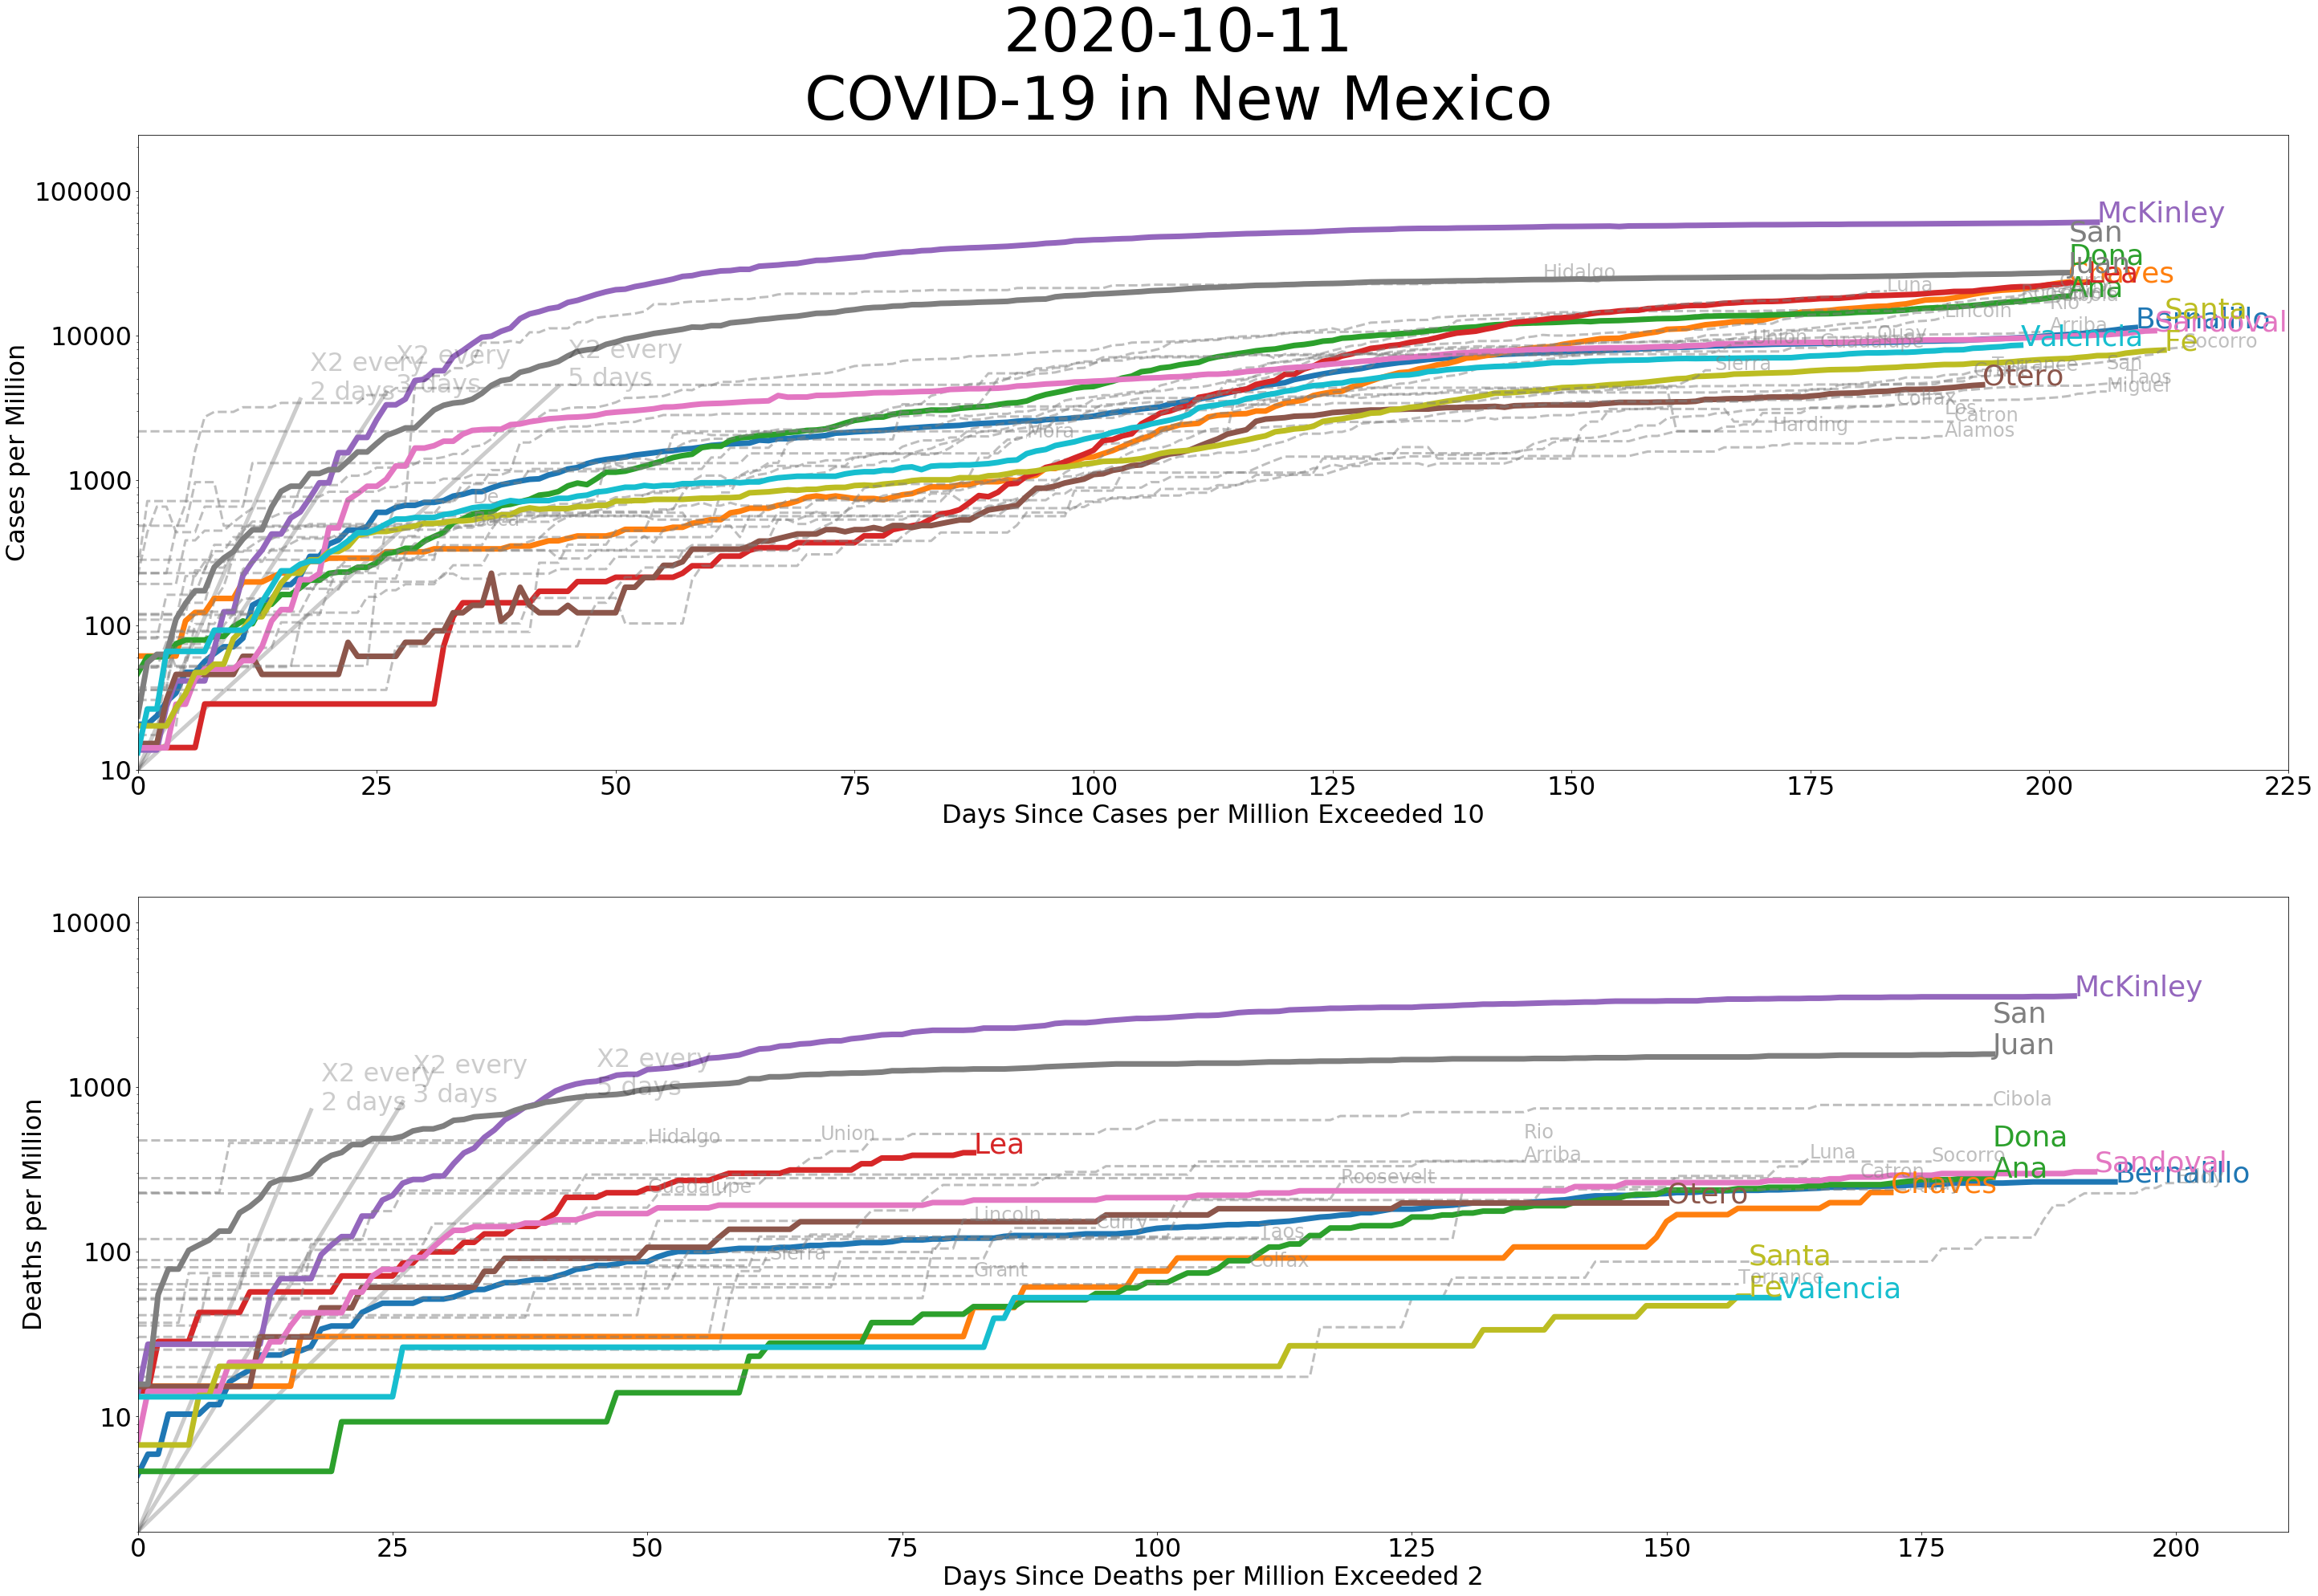 2020-10-11
COVID-19 in New Mexico
Cases per Million
100000
10000
1000
100
10
X2 every
2 days
X2 every
3 days
X2 every
5 days
De
Baca
Mora
Hidalgo
McKinley
San
Juan
Dona
Ana
Lea
Luna
Lincoln
Rio
Arriba
Santa
Fe
Bernalillo
Sandoval
Valencia
Socorro
Quay
Union
Guadalupe
Sierra
Torrance
San
Miguel
Taos
Otero
Colfax
Los
Alamos
Catron
Harding
0 25 50 75 100 125 150 175 200 225
Days Since Cases per Million Exceeded 10
Deaths per Million
10000
1000
100
10
X2 every
2 days
X2 every
3 days
X2 every
5 days
McKinley
San
Juan
Cibola
Hidalgo
Union
Lea
Rio
Arriba
Luna
Socorro
Dona
Ana
Catron
Sandoval
Bernalillo
Chaves
Roosevelt
Guadalupe
Otero
Lincoln
Curry
Taos
Sierra
Colfax
Grant
Santa
Fe
Torrance
Valencia
0 25 50 75 100 125 150 175 200
Days Since Deaths per Million Exceeded 2